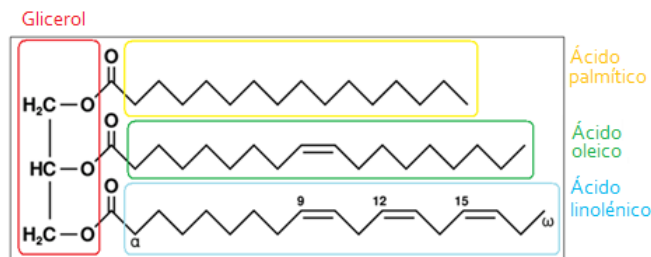 Glicerol
O
H₂C—O
Ácido
palmítico
O
HC—O
Ácido
oleico
O
9 12 15
H₂C—O
α
ω
Ácido
linolénico